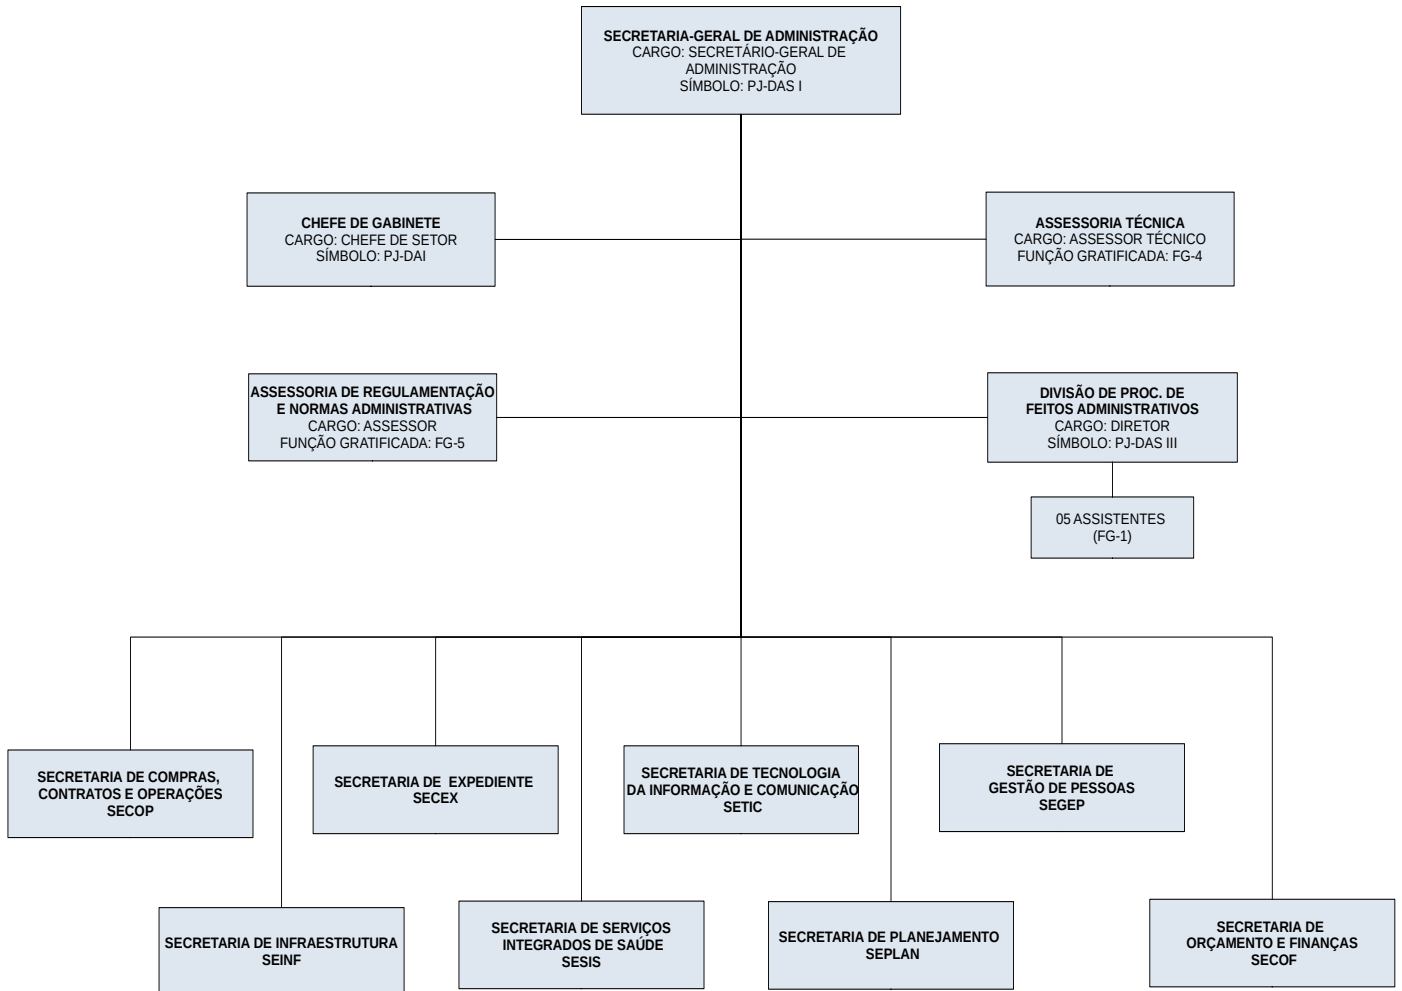 SECRETARIA-GERAL DE ADMINISTRAÇÃO
CARGO: SECRETÁRIO-GERAL DE
ADMINISTRAÇÃO
SÍMBOLO: PJ-DAS I
CHEFE DE GABINETE
CARGO: CHEFE DE SETOR
SÍMBOLO: PJ-DAI
ASSESSORIA TÉCNICA
CARGO: ASSESSOR TÉCNICO
FUNÇÃO GRATIFICADA: FG-4
ASSESSORIA DE REGULAMENTAÇÃO
E NORMAS ADMINISTRATIVAS
CARGO: ASSESSOR
FUNÇÃO GRATIFICADA: FG-5
DIVISÃO DE PROC. DE
FEITOS ADMINISTRATIVOS
CARGO: DIRETOR
SÍMBOLO: PJ-DAS III
05 ASSISTENTES
(FG-1)
SECRETARIA DE COMPRAS,
CONTRATOS E OPERAÇÕES
SECOP
SECRETARIA DE  EXPEDIENTE
SECEX
SECRETARIA DE TECNOLOGIA
DA INFORMAÇÃO E COMUNICAÇÃO
SETIC
SECRETARIA DE
GESTÃO DE PESSOAS
SEGEP
SECRETARIA DE INFRAESTRUTURA
SEINF
SECRETARIA DE SERVIÇOS
INTEGRADOS DE SAÚDE
SESIS
SECRETARIA DE PLANEJAMENTO
SEPLAN
SECRETARIA DE
ORÇAMENTO E FINANÇAS
SECOF